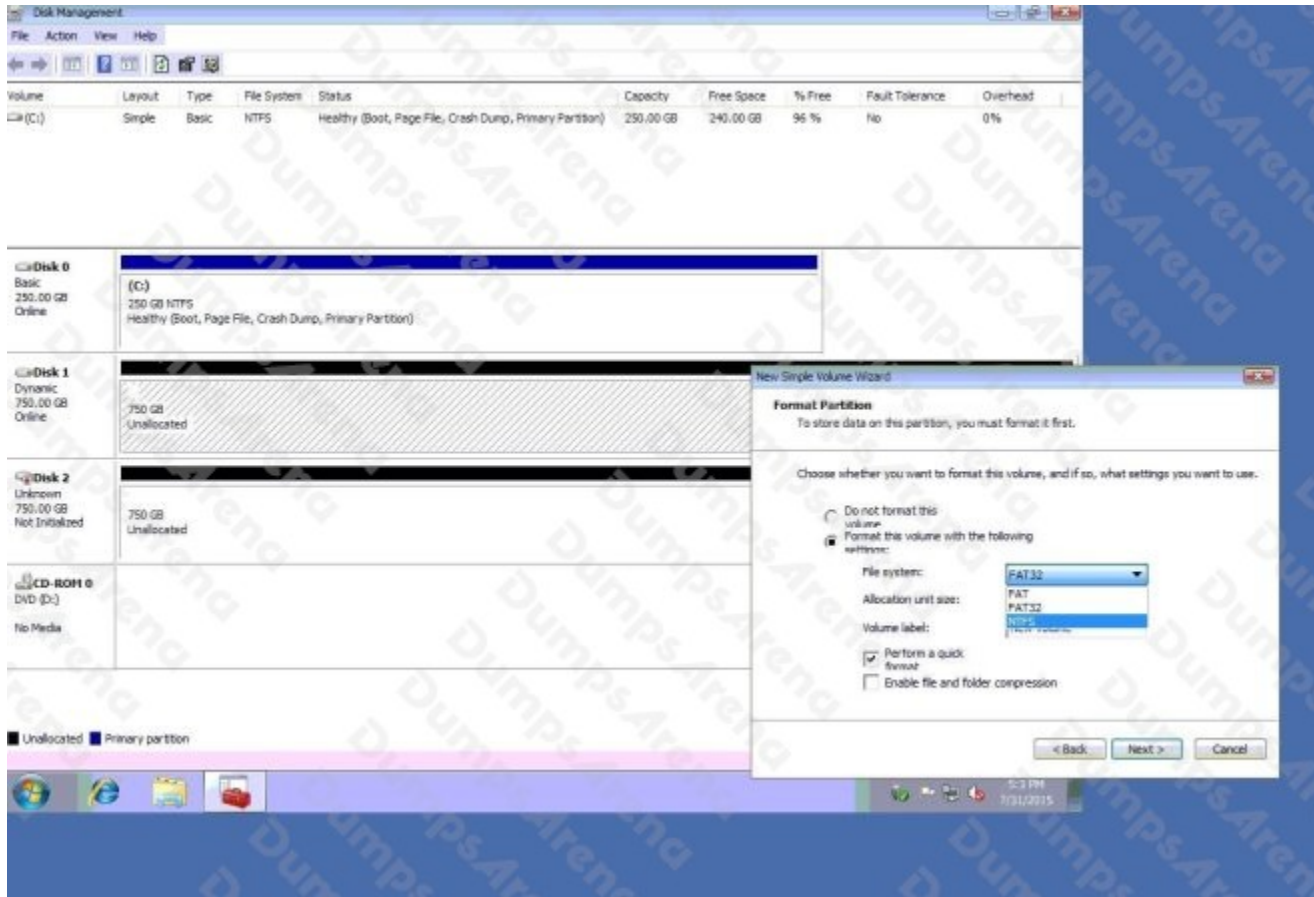 Disk Management
File Action View Help
Volume Layout Type File System Status Capacity Free Space % Free Fault Tolerance Overhead
(C:) Simple Basic NTFS Healthy (Boot, Page File, Crash Dump, Primary Partition) 250.00 GB 240.00 GB 96 % No 0%
Disk 0
Basic
250.00 GB
Online
(C:)
250 GB NTFS
Healthy (Boot, Page File, Crash Dump, Primary Partition)
Disk 1
Dynamic
750.00 GB
Online
750 GB
Unallocated
Disk 2
Unknown
750.00 GB
Not Initialized
750 GB
Unallocated
CD-ROM 0
DVD (D:)
No Media
Unallocated Primary partition
New Simple Volume Wizard
Format Partition
To store data on this partition, you must format it first.
Choose whether you want to format this volume, and if so, what settings you want to use.
Do not format this
volume
Format this volume with the following
settings:
File system: FAT32
FAT
FAT32
NTFS
Allocation unit size:
Volume label:
Perform a quick
format
Enable file and folder compression
< Back Next > Cancel
5:3 PM
7/31/2015
DumpsArena